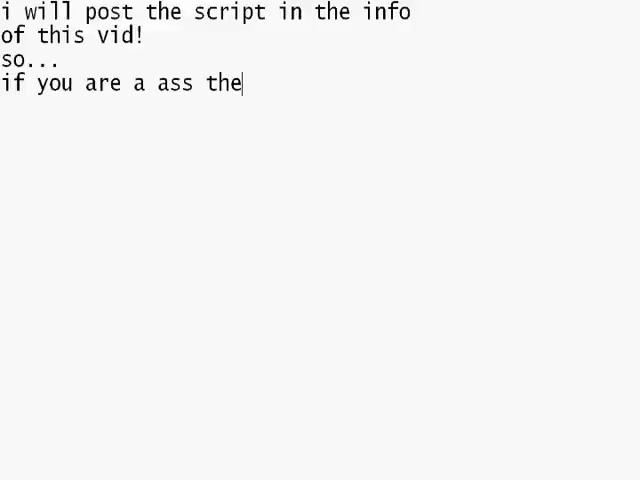 i will post the script in the info
of this vid!
so...
if you are a ass the